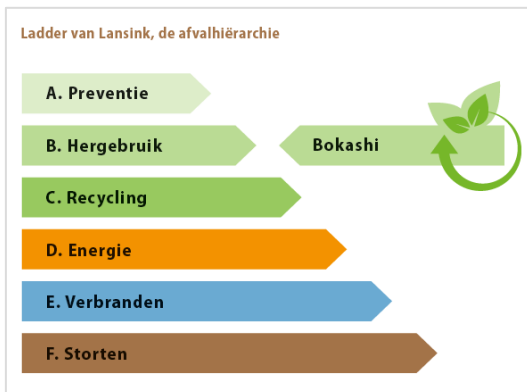 Ladder van Lansink, de afvalhiërarchie
A. Preventie
B. Hergebruik
Bokashi
C. Recycling
D. Energie
E. Verbranden
F. Storten